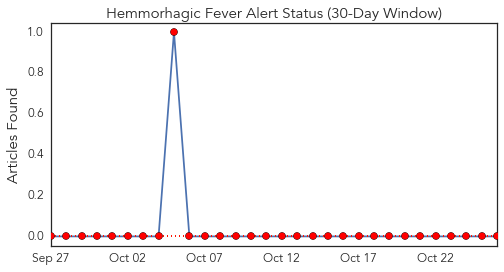 Hemmorhagic Fever Alert Status (30-Day Window)
Articles Found
1.0
0.8
0.6
0.4
0.2
0.0
Sep 27 Oct 02 Oct 07 Oct 12 Oct 17 Oct 22